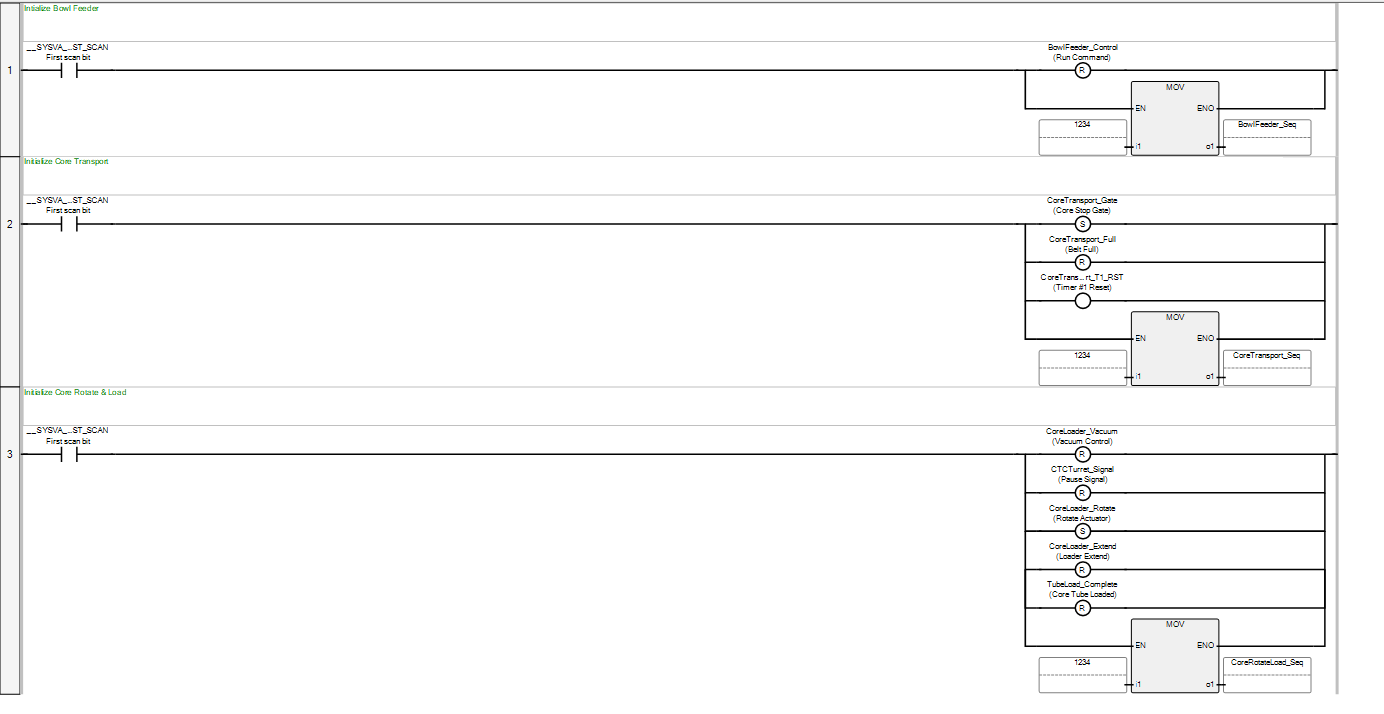 Intialize Bowl Feeder
__SYSVA_...ST_SCAN
First scan bit
BowlFeeder_Control
(Run Command)
1
R
MOV
EN ENO
1234
BowlFeeder_Seq
i1 o1
Initialize Core Transport
__SYSVA_...ST_SCAN
First scan bit
CoreTransport_Gate
(Core Stop Gate)
2
S
CoreTransport_Full
(Belt Full)
R
CoreTrans...rt_T1_RST
(Timer #1 Reset)
MOV
EN ENO
1234
CoreTransport_Seq
i1 o1
Initialize Core Rotate & Load
__SYSVA_...ST_SCAN
First scan bit
CoreLoader_Vacuum
(Vacuum Control)
3
R
CTCTurret_Signal
(Pause Signal)
R
CoreLoader_Rotate
(Rotate Actuator)
S
CoreLoader_Extend
(Loader Extend)
R
TubeLoad_Complete
(Core Tube Loaded)
R
MOV
EN ENO
1234
CoreRotateLoad_Seq
i1 o1